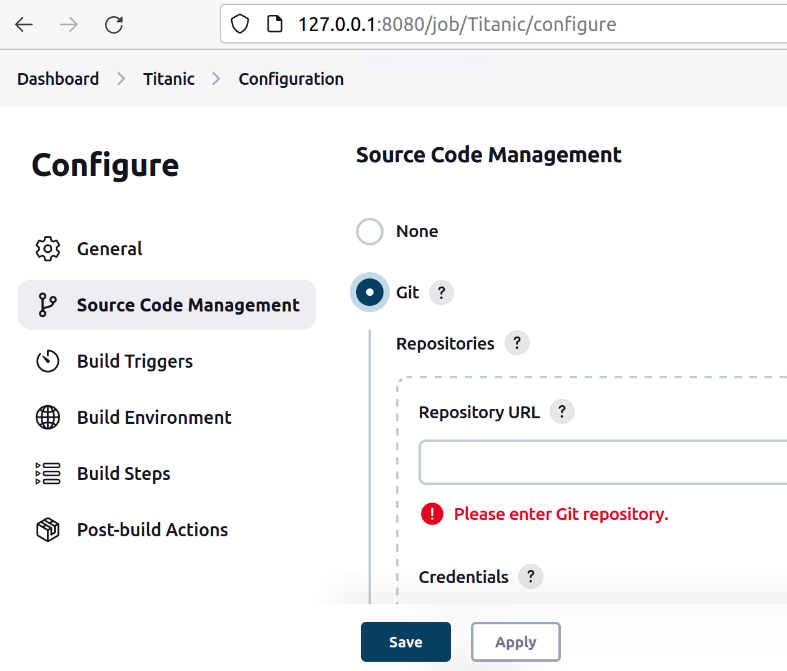 127.0.0.1:8080/job/Titanic/configure
Dashboard > Titanic > Configuration
Configure
General
Source Code Management
Build Triggers
Build Environment
Build Steps
Post-build Actions
Source Code Management
None
Git ?
Repositories ?
Repository URL ?
! Please enter Git repository.
Credentials ?
Save Apply